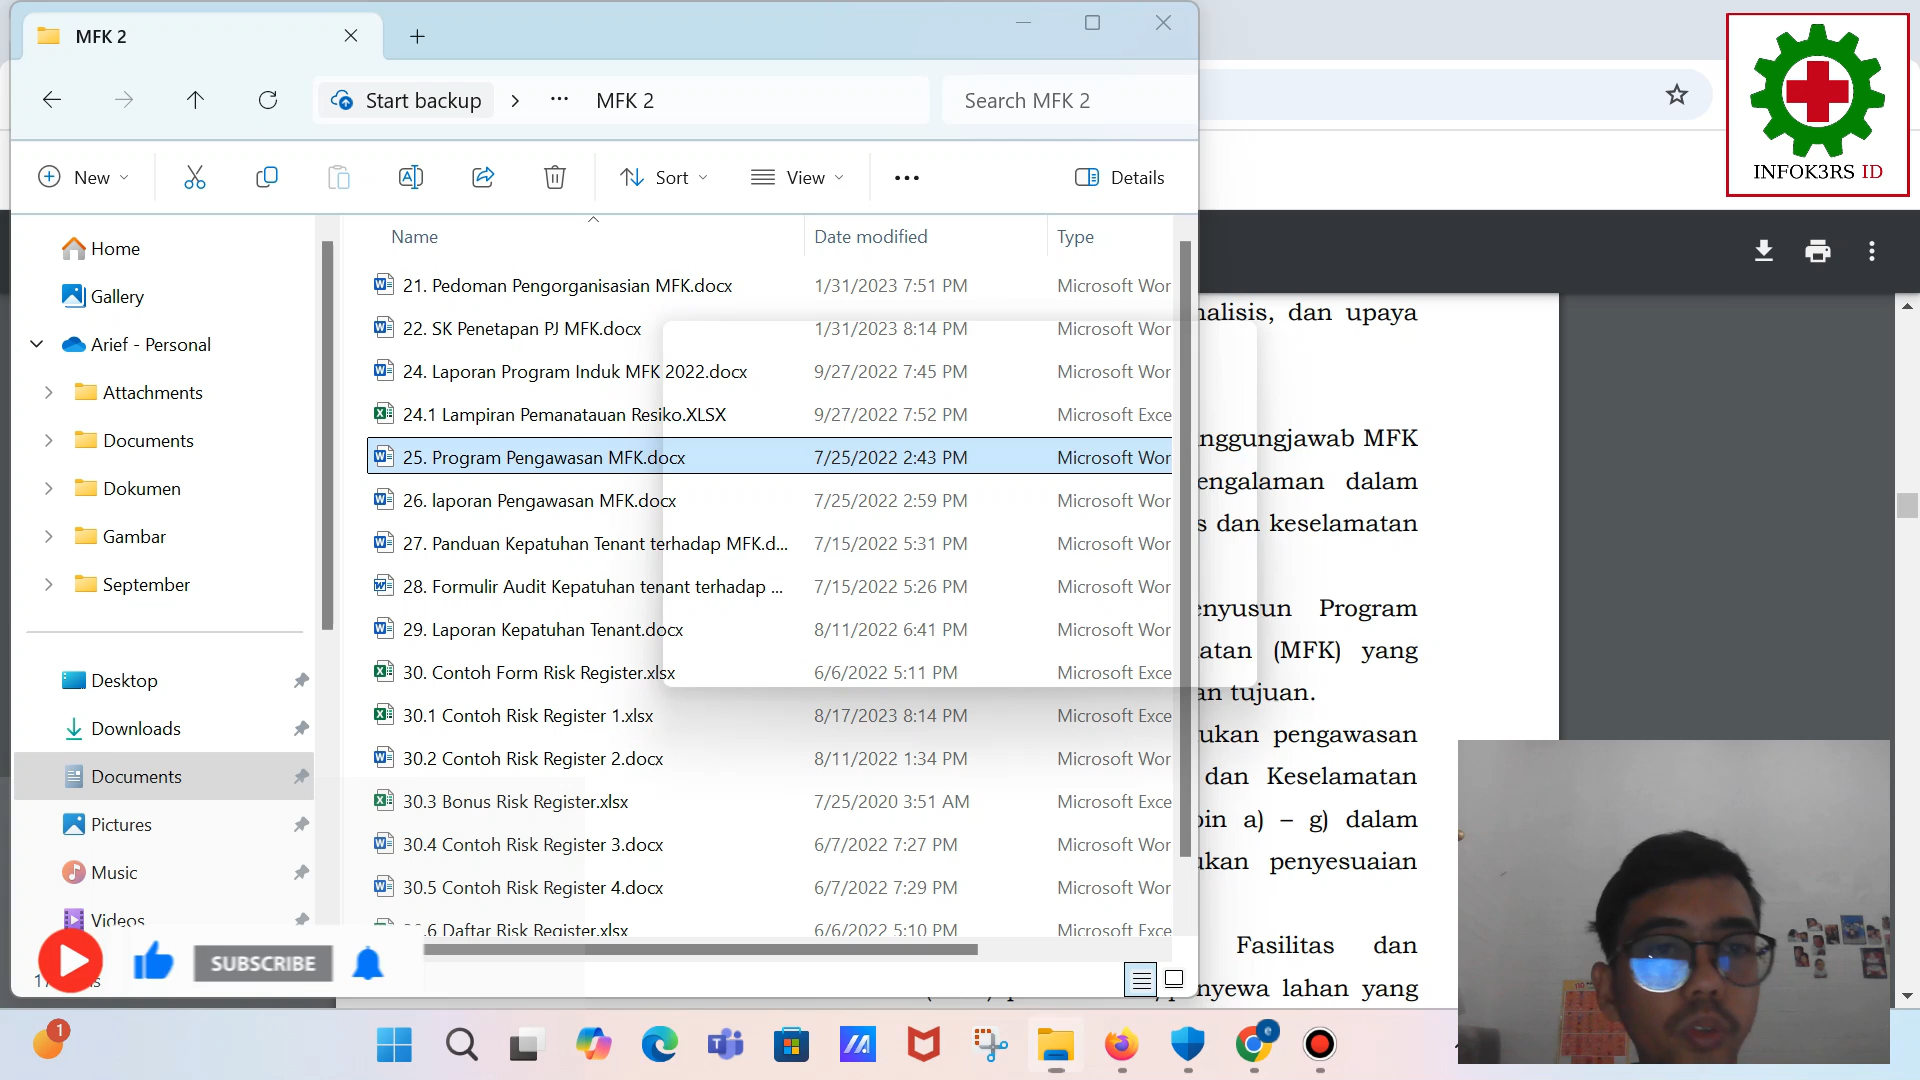 MFK 2
Start backup
MFK 2
Search MFK 2
New
Sort
View
Details
Home
Gallery
Arief - Personal
Attachments
Documents
Dokumen
Gambar
September
Desktop
Downloads
Documents
Pictures
Music
Videos
Name Date modified Type
21. Pedoman Pengorganisasian MFK.docx 1/31/2023 7:51 PM Microsoft Wor
22. SK Penetapan PJ MFK.docx 1/31/2023 8:14 PM Microsoft Wor
24. Laporan Program Induk MFK 2022.docx 9/27/2022 7:45 PM Microsoft Wor
24.1 Lampiran Pemanatauan Resiko.XLSX 9/27/2022 7:52 PM Microsoft Exce
25. Program Pengawasan MFK.docx 7/25/2022 2:43 PM Microsoft Wor
26. laporan Pengawasan MFK.docx 7/25/2022 2:59 PM Microsoft Wor
27. Panduan Kepatuhan Tenant terhadap MFK.d... 7/15/2022 5:31 PM Microsoft Wor
28. Formulir Audit Kepatuhan tenant terhadap ... 7/15/2022 5:26 PM Microsoft Wor
29. Laporan Kepatuhan Tenant.docx 8/11/2022 6:41 PM Microsoft Wor
30. Contoh Form Risk Register.xlsx 6/6/2022 5:11 PM Microsoft Exce
30.1 Contoh Risk Register 1.xlsx 8/17/2023 8:14 PM Microsoft Exce
30.2 Contoh Risk Register 2.docx 8/11/2022 1:34 PM Microsoft Wor
30.3 Bonus Risk Register.xlsx 7/25/2020 3:51 AM Microsoft Exce
30.4 Contoh Risk Register 3.docx 6/7/2022 7:27 PM Microsoft Wor
30.5 Contoh Risk Register 4.docx 6/7/2022 7:29 PM Microsoft Wor
.6 Daftar Risk Register.xlsx 6/6/2022 5:10 PM Microsoft Exce
SUBSCRIBE
INFOK3RS ID
nalisis, dan upaya
nggungjawab MFK
engalaman dalam
s dan keselamatan
enyusun Program
atan (MFK) yang
an tujuan.
ukan pengawasan
dan Keselamatan
oin a) – g) dalam
ukan penyesuaian
Fasilitas dan
nyewa lahan yang
1